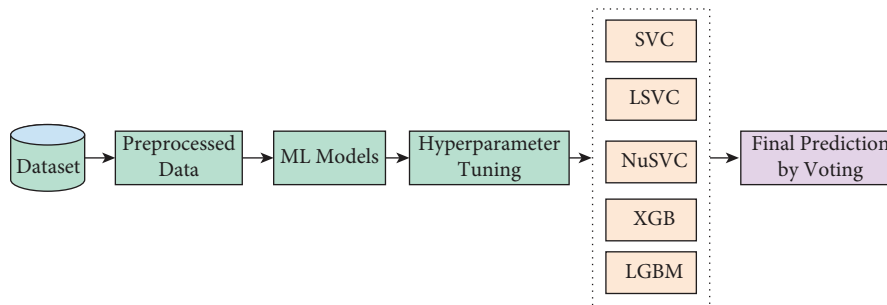 Dataset
Preprocessed
Data
ML Models
Hyperparameter
Tuning
SVC
LSVC
NuSVC
XGB
LGBM
Final Prediction
by Voting